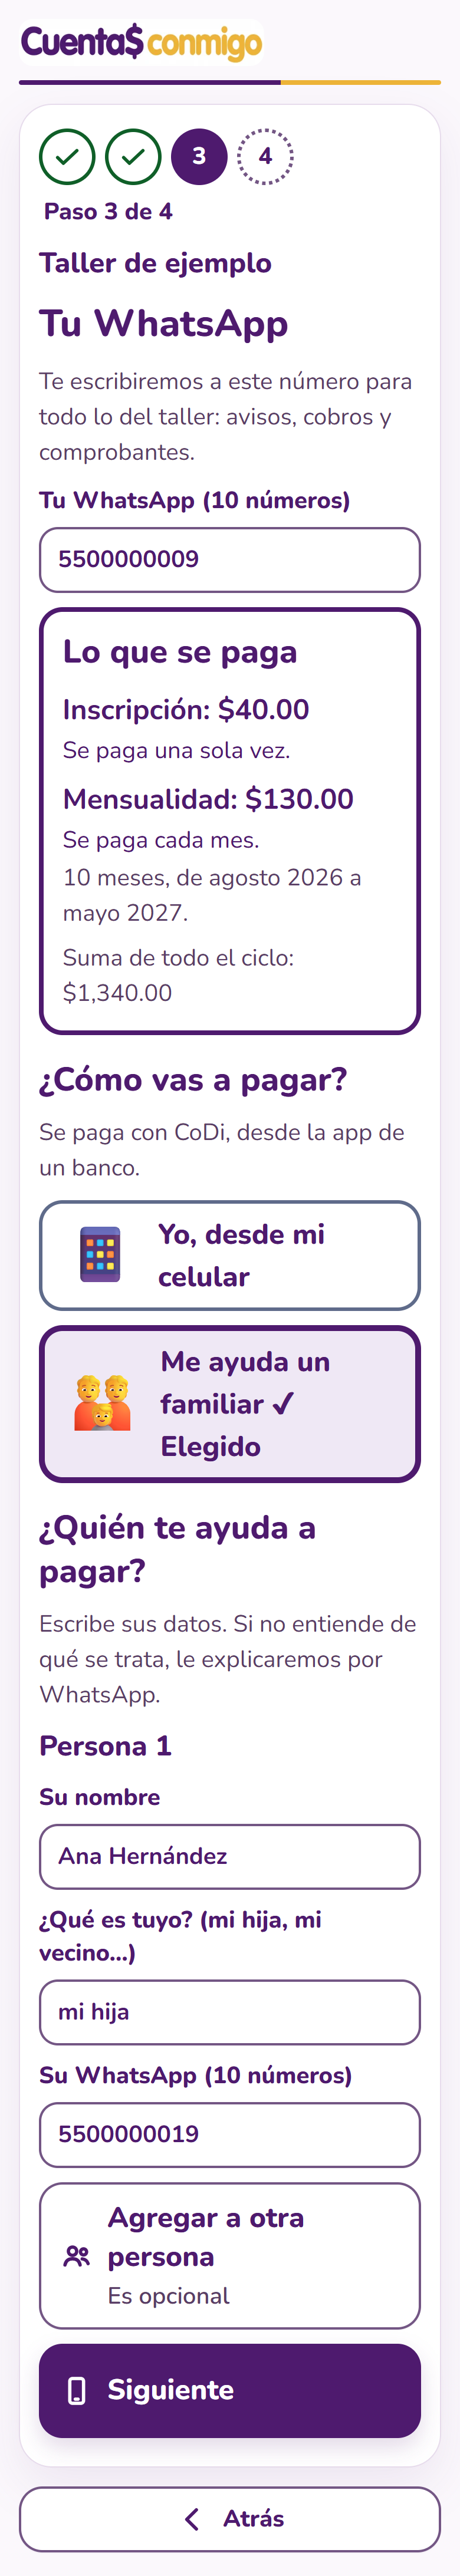 Cuenta$ conmigo
3
4
Paso 3 de 4
Taller de ejemplo
Tu WhatsApp
Te escribiremos a este número para
todo lo del taller: avisos, cobros y
comprobantes.
Tu WhatsApp (10 números)
5500000009
Lo que se paga
Inscripción: $40.00
Se paga una sola vez.
Mensualidad: $130.00
Se paga cada mes.
10 meses, de agosto 2026 a
mayo 2027.
Suma de todo el ciclo:
$1,340.00
¿Cómo vas a pagar?
Se paga con CoDi, desde la app de
un banco.
Yo, desde mi
celular
Me ayuda un
familiar ✓
Elegido
¿Quién te ayuda a
pagar?
Escribe sus datos. Si no entiende de
qué se trata, le explicaremos por
WhatsApp.
Persona 1
Su nombre
Ana Hernández
¿Qué es tuyo? (mi hija, mi
vecino...)
mi hija
Su WhatsApp (10 números)
5500000019
Agregar a otra
persona
Es opcional
Siguiente
Atrás